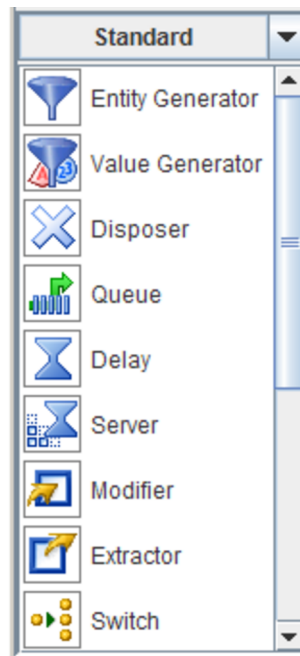 Standard
Entity Generator
Value Generator
Disposer
Queue
Delay
Server
Modifier
Extractor
Switch